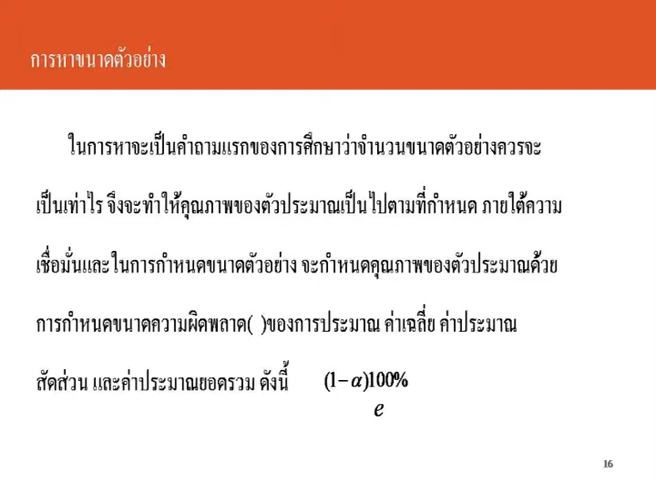 การหาขนาดตัวอย่าง
ในการหาจะเป็นคำถามแรกของการศึกษาว่าจำนวนขนาดตัวอย่างควรจะ
เป็นเท่าไร จึงจะทำให้คุณภาพของตัวประมาณเป็นไปตามที่กำหนด ภายใต้ความ
เชื่อมั่นและในการกำหนดขนาดตัวอย่าง จะกำหนดคุณภาพของตัวประมาณด้วย
การกำหนดขนาดความผิดพลาด( )ของการประมาณ ค่าเฉลี่ย ค่าประมาณ
สัดส่วน และค่าประมาณยอดรวม ดังนี้ (1−α)100%
e
16